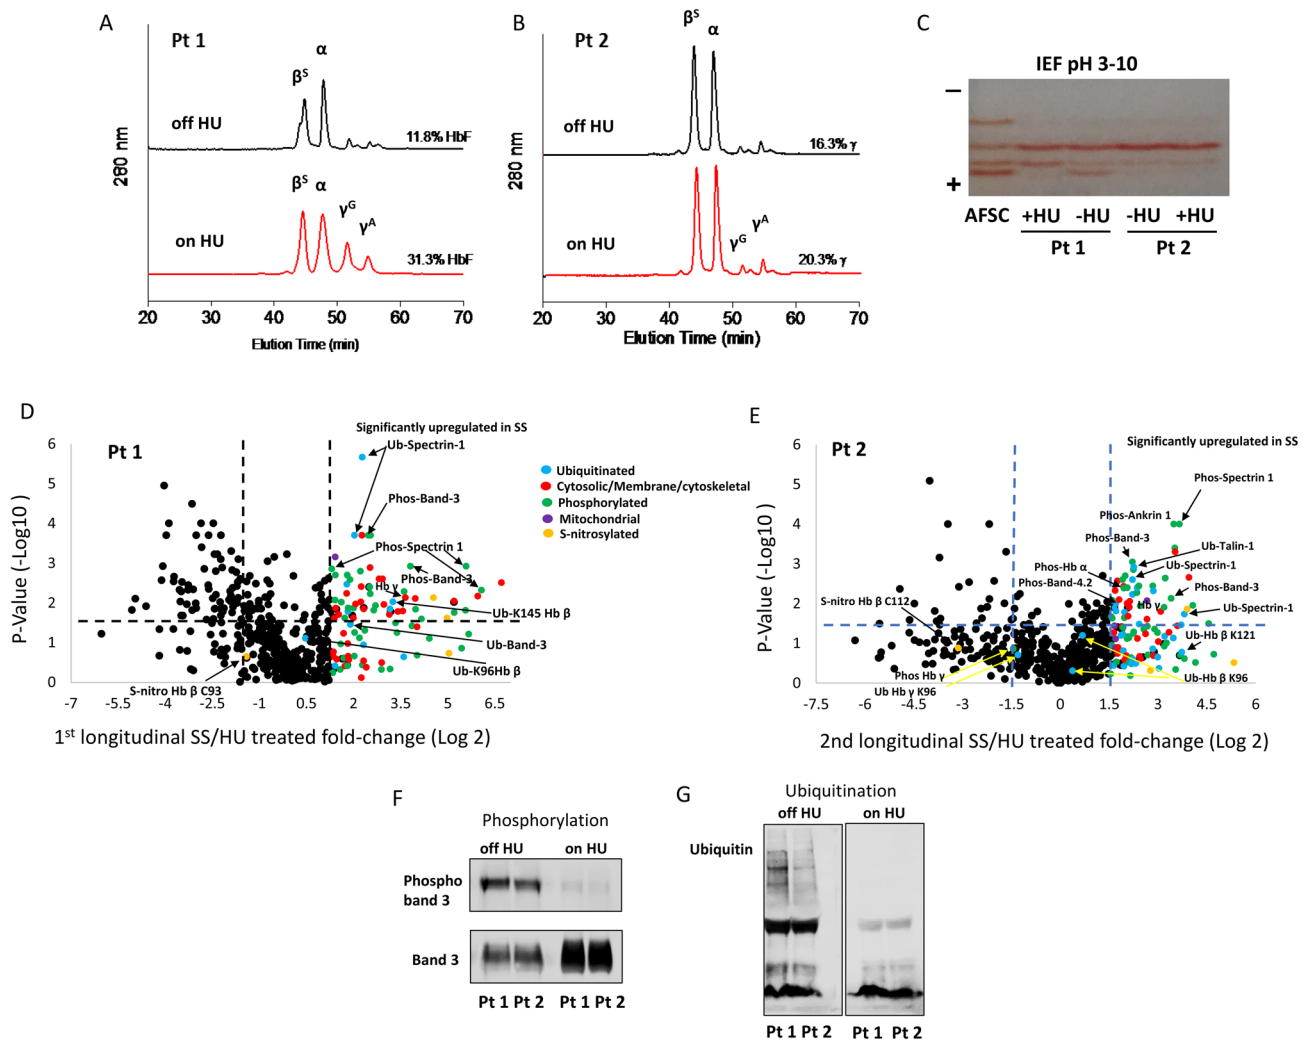 A
Pt 1
βS
α
off HU
11.8% HbF
280 nm
βS
α
γG
γA
on HU
31.3% HbF
20 30 40 50 60 70
Elution Time (min)
B
Pt 2
βS
α
off HU
16.3% γ
280 nm
γG
γA
on HU
20.3% γ
20 30 40 50 60 70
Elution Time (min)
C
IEF pH 3-10
–
+
AFSC +HU -HU -HU +HU
Pt 1 Pt 2
D
Pt 1
Significantly upregulated in SS
Ub-Spectrin-1
Phos-Band-3
Phos-Spectrin 1
Phos-Band-3
Hb γ
Ub-K145 Hb β
Ub-Band-3
Ub-K96Hb β
S-nitro Hb β C93
P-Value (-Log10 )
6
5
4
3
2
1
0
-7 -5.5 -4 -2.5 -1 0.5 2 3.5 5 6.5
1st longitudinal SS/HU treated fold-change (Log 2)
Ubiquitinated
Cytosolic/Membrane/cytoskeletal
Phosphorylated
Mitochondrial
S-nitrosylated
E
Pt 2
Significantly upregulated in SS
Phos-Spectrin 1
Phos-Ankrin 1
Phos-Band-3
Ub-Talin-1
Phos-Hb α
Ub-Spectrin-1
Phos-Band-4.2
Phos-Band-3
Hb γ
S-nitro Hb β C112
Ub-Spectrin-1
Ub-Hb β K121
Phos Hb γ
Ub Hb γ K96
Ub-Hb β K96
P-Value (-Log10 )
6
5
4
3
2
1
0
-7.5 -6 -4.5 -3 -1.5 0 1.5 3 4.5 6
2nd longitudinal SS/HU treated fold-change (Log 2)
F
Phosphorylation
off HU on HU
Phospho
band 3
Band 3
Pt 1 Pt 2 Pt 1 Pt 2
G
Ubiquitination
off HU on HU
Ubiquitin
Pt 1 Pt 2 Pt 1 Pt 2